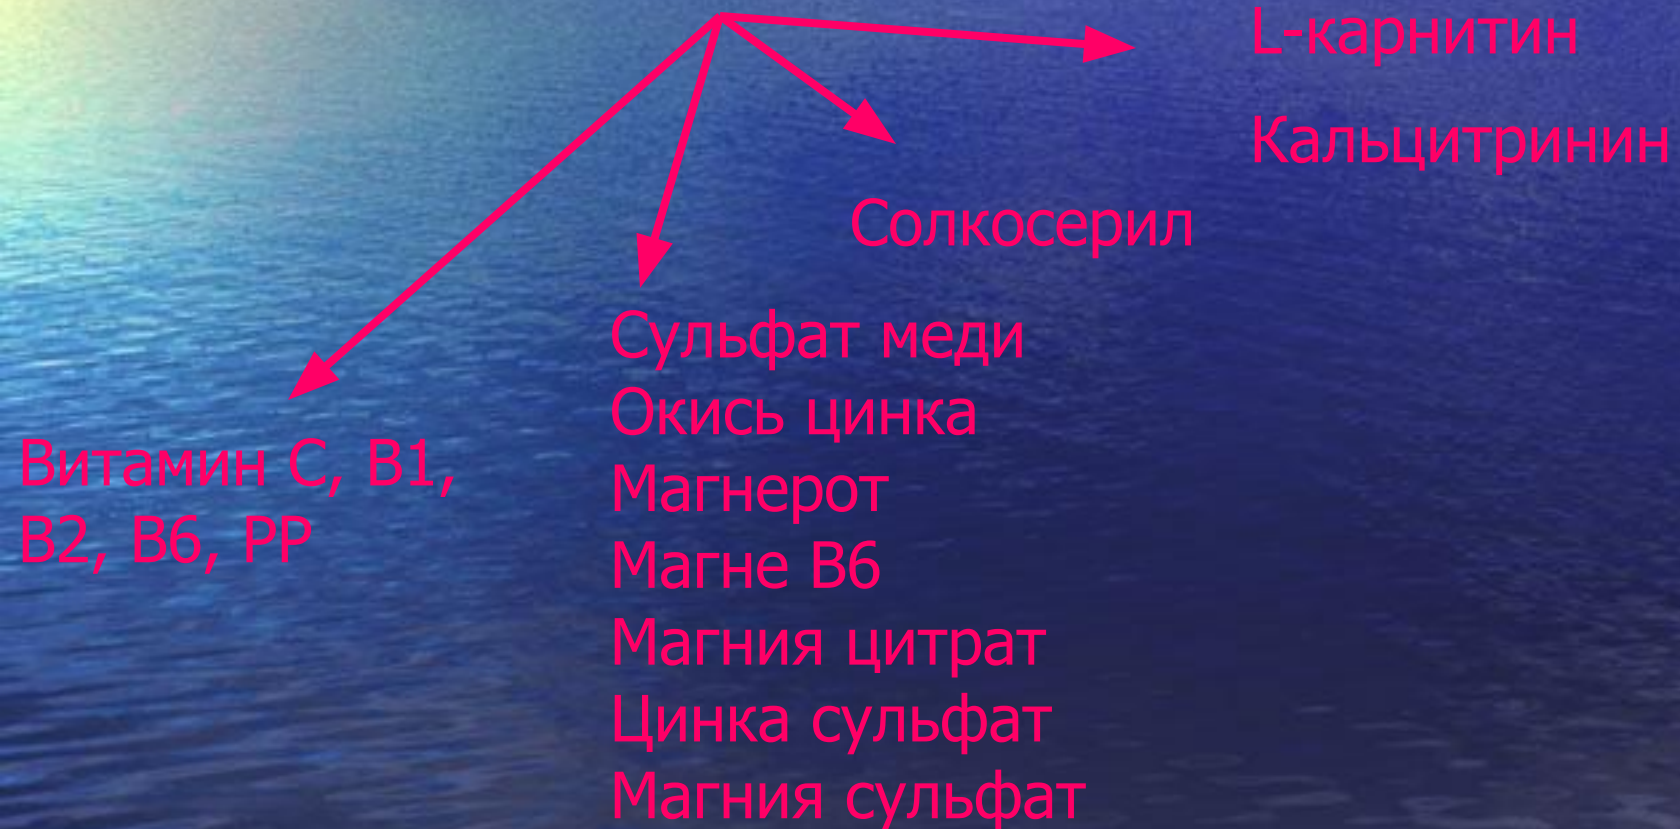 L-карнитин
Кальцитринин
Солкосерил
Сульфат меди
Окись цинка
Магнерот
Магне В6
Магния цитрат
Цинка сульфат
Магния сульфат
Витамин С, В1,
В2, В6, РР